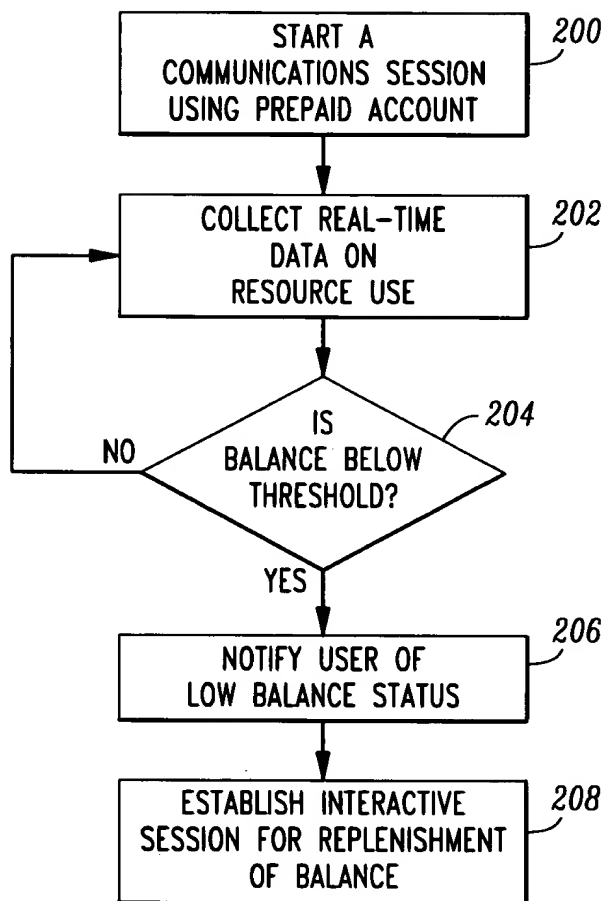 START A
COMMUNICATIONS SESSION
USING PREPAID ACCOUNT
200
COLLECT REAL-TIME
DATA ON
RESOURCE USE
202
IS
BALANCE BELOW
THRESHOLD?
204
NO
YES
NOTIFY USER OF
LOW BALANCE STATUS
206
ESTABLISH INTERACTIVE
SESSION FOR REPLENISHMENT
OF BALANCE
208